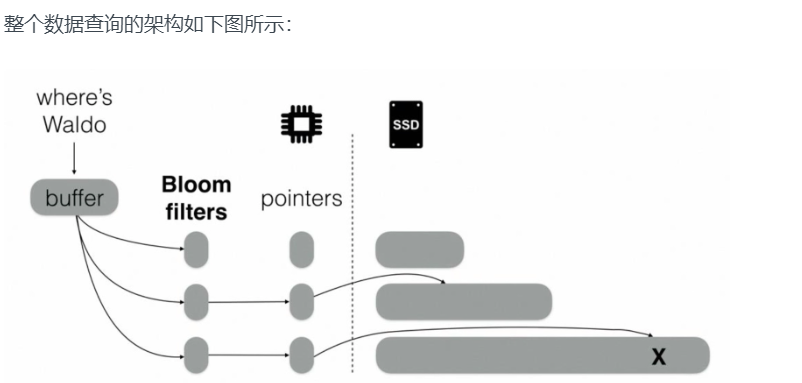 整个数据查询的架构如下图所示：
where's
Waldo
SSD
buffer
Bloom
filters
pointers
X